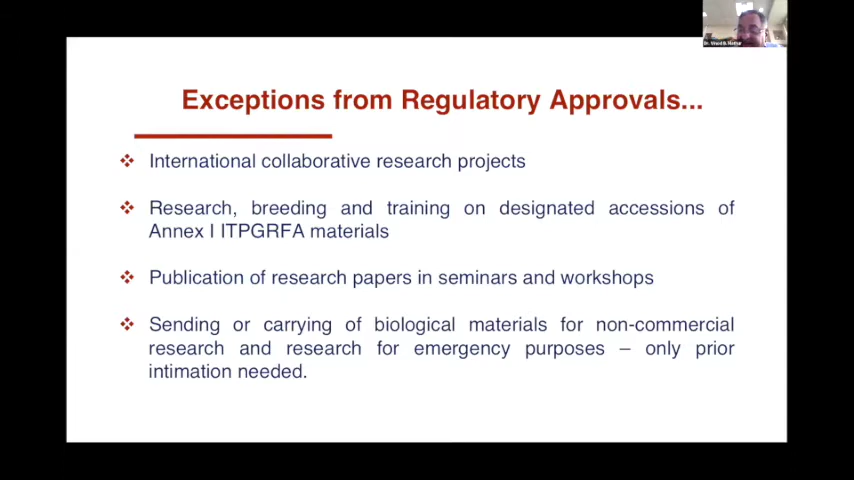 Exceptions from Regulatory Approvals...
International collaborative research projects
Research, breeding and training on designated accessions of
Annex I ITPGRFA materials
Publication of research papers in seminars and workshops
Sending or carrying of biological materials for non-commercial
research and research for emergency purposes – only prior
intimation needed.